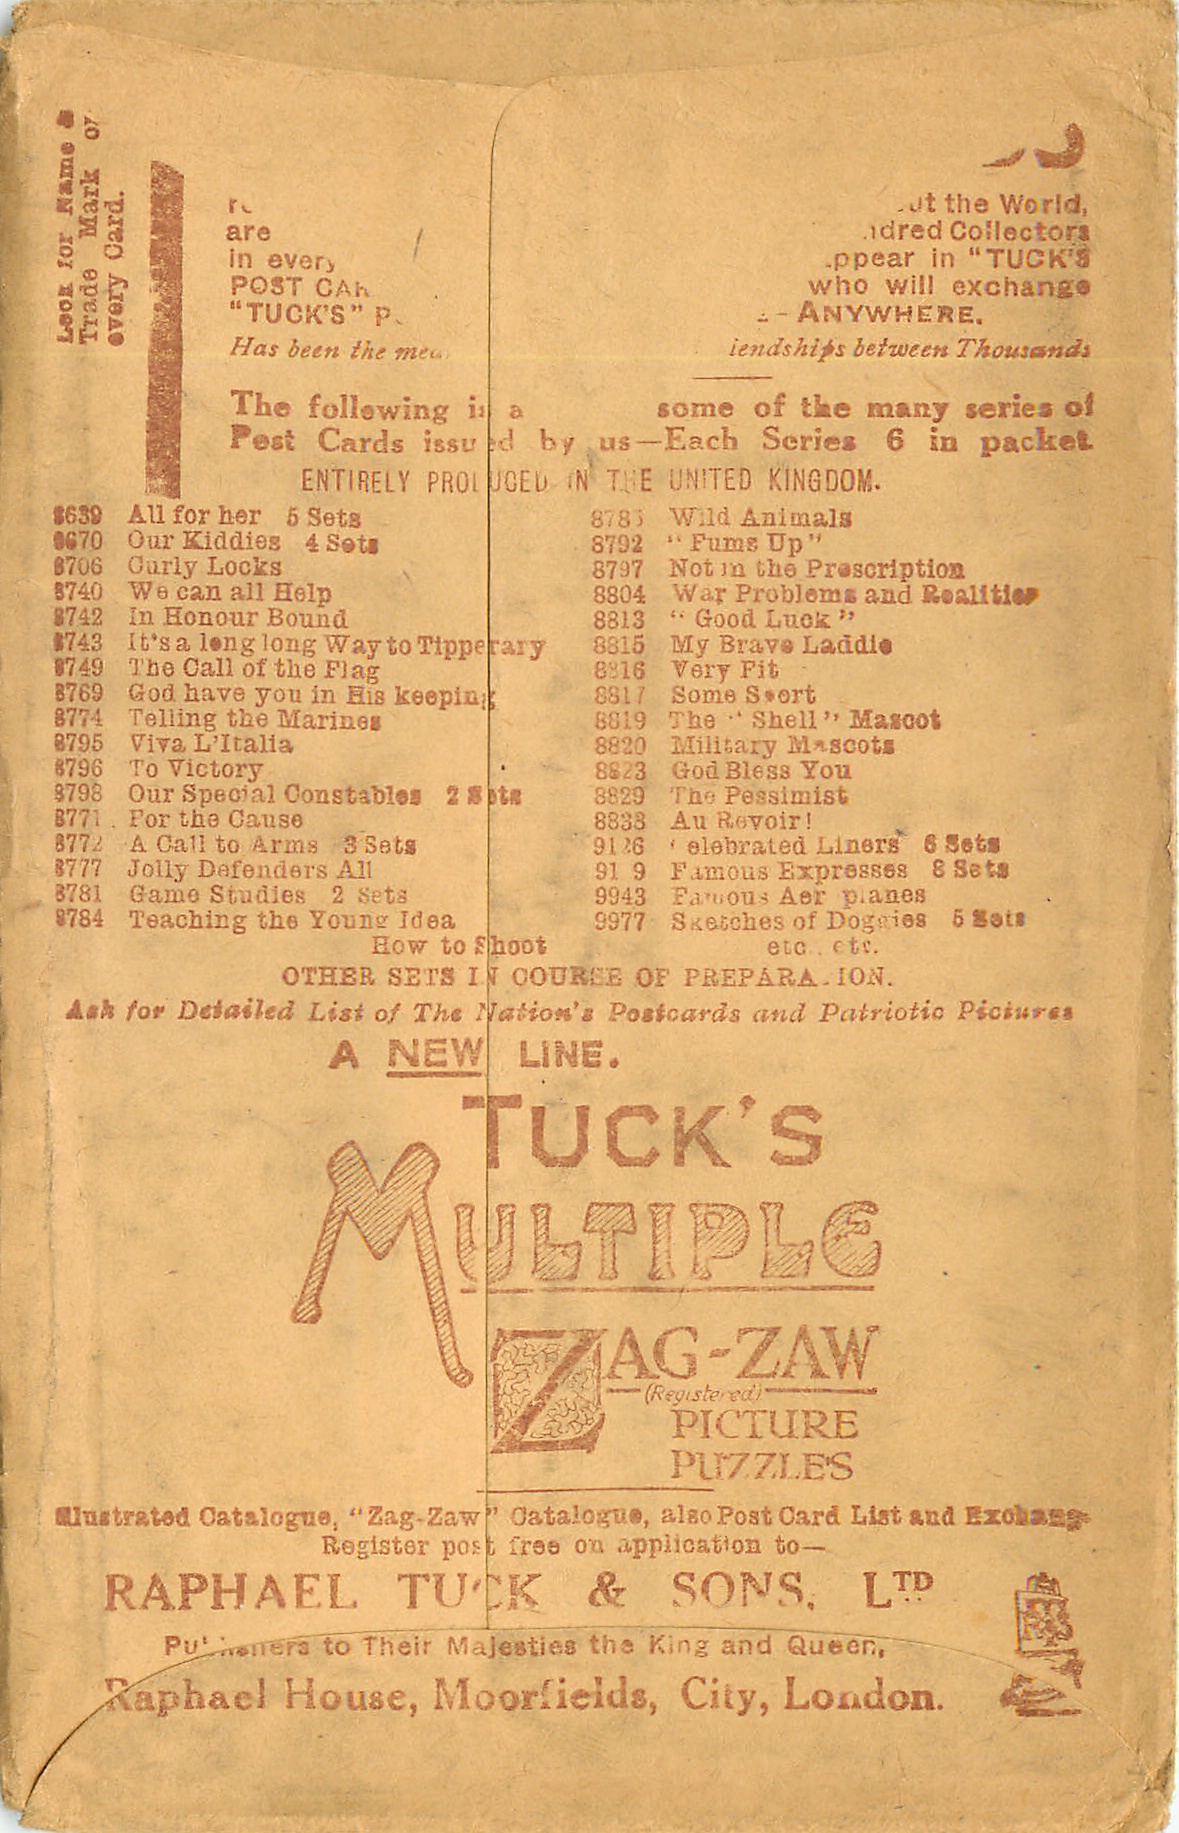 Look for Name &
Trade Mark on
every Card.
the World,
are Collectors
in every in "TUCK'S
POST who will exchange
"TUCK'S" - ANYWHERE.
Has been the between Thousands
The following is a some of the many series of
Post Cards issued by us—Each Series 6 in packet
ENTIRELY PRODUCED IN THE UNITED KINGDOM.
8639 All for her 5 Sets
8670 Our Kiddies 4 Sets
8706 Curly Locks
8740 We can all Help
8742 In Honour Bound
8743 It's a long long Way to Tipperary
8749 The Call of the Flag
8769 God have you in His keeping
8774 Telling the Marines
8795 Viva L'Italia
8796 To Victory
8798 Our Special Constables 2 Sets
8771 For the Cause
8772 A Call to Arms 3 Sets
8777 Jolly Defenders All
8781 Game Studies 2 Sets
8784 Teaching the Young Idea
How to Shoot
Wild Animals
8792 "Fums Up"
8797 Not in the Prescription
8804 War Problems and Realities
8813 "Good Luck"
8815 My Brave Laddie
8816 Very Fit
8817 Some Sport
8819 The "Shell" Mascot
8820 Military Mascots
8823 God Bless You
8829 The Pessimist
8833 Au Revoir!
Celebrated Liners 6 Sets
Famous Expresses 8 Sets
9943 Famous Aeroplanes
9977 Sketches of Doggies 5 Sets
etc., etc.
OTHER SETS IN COURSE OF PREPARATION.
Ask for Detailed List of The Nation's Postcards and Patriotic Pictures
A NEW LINE.
TUCK'S
MULTIPLE
ZAG-ZAW
(Registered)
PICTURE
PUZZLES
Illustrated Catalogue, "Zag-Zaw" Catalogue, also Post Card List and Exchange
Register post free on application to—
RAPHAEL TUCK & SONS, LTD
Publishers to Their Majesties the King and Queen,
Raphael House, Moorfields, City, London.